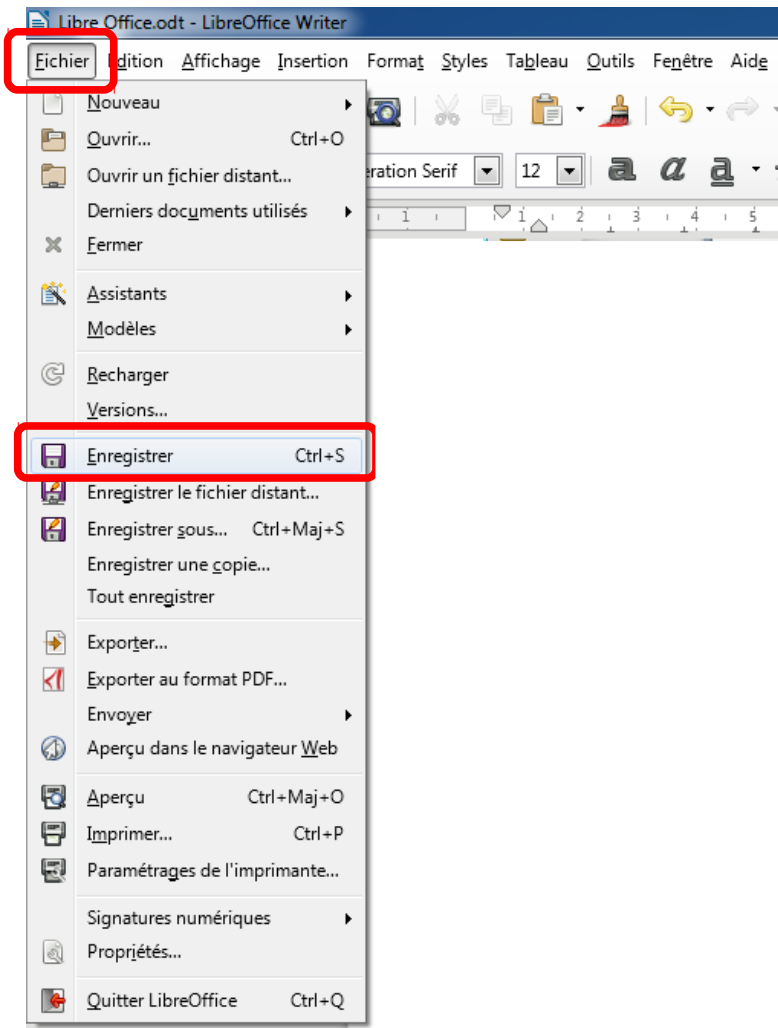 Libre Office.odt - LibreOffice Writer
Fichier Edition Affichage Insertion Format Styles Tableau Outils Fenêtre Aide
Nouveau
Ouvrir... Ctrl+O
Ouvrir un fichier distant...
eration Serif 12 a a a
Derniers documents utilisés
1 1 2 3 4 5
Fermer
Assistants
Modèles
Recharger
Versions...
Enregistrer Ctrl+S
Enregistrer le fichier distant...
Enregistrer sous... Ctrl+Maj+S
Enregistrer une copie...
Tout enregistrer
Exporter...
Exporter au format PDF...
Envoyer
Aperçu dans le navigateur Web
Aperçu Ctrl+Maj+O
Imprimer... Ctrl+P
Paramétrages de l'imprimante...
Signatures numériques
Propriétés...
Quitter LibreOffice Ctrl+Q